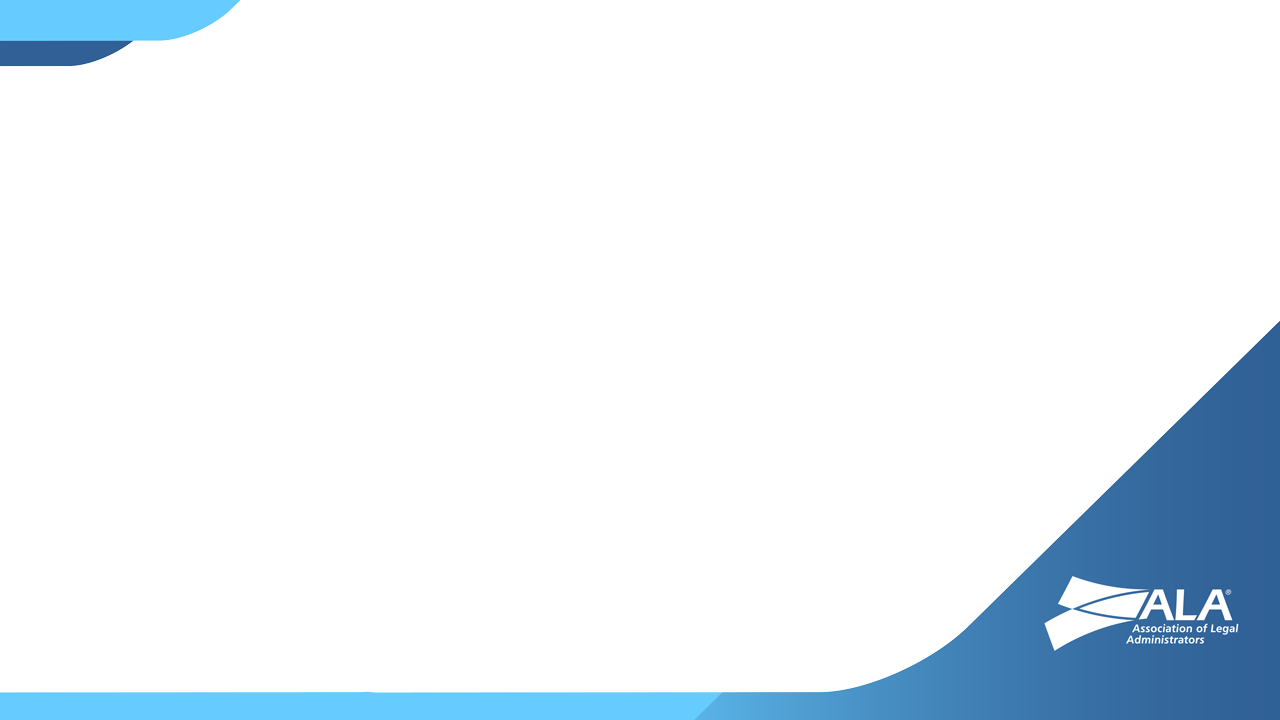 ALA®
Association of Legal
Administrators